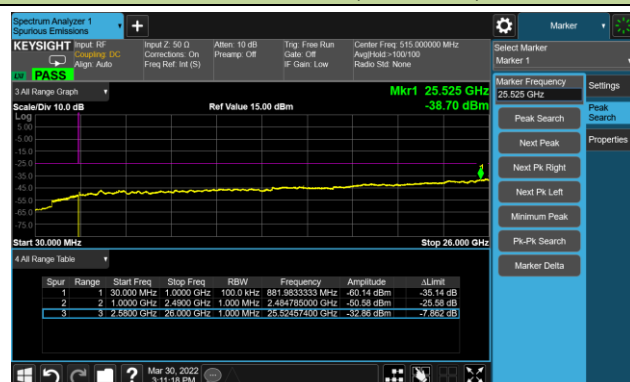 Spectrum Analyzer 1
Spurious Emissions
KEYSIGHT
Input: RF
Coupling: DC
Align: Auto
Input Z: 50 Ω
Corrections: On
Freq Ref: Int (S)
Atten: 10 dB
Preamp: Off
Trig: Free Run
Gate: Off
IF Gain: Low
Center Freq: 515.000000 MHz
Avg|Hold:>100/100
Radio Std: None
PASS
3 All Range Graph
Mkr1 25.525 GHz
Scale/Div 10.0 dB Ref Value 15.00 dBm -38.70 dBm
Log
5.00
-5.00
-15.0
-25.0
-35.0
-45.0
-55.0
-65.0
-75.0
1
Start 30.000 MHz Stop 26.000 GHz
4 All Range Table
Spur Range Start Freq Stop Freq RBW Frequency Amplitude ΔLimit
1 1 30.000 MHz 1.0000 GHz 100.0 kHz 881.9833333 MHz -60.14 dBm -35.14 dB
2 2 1.0000 GHz 2.4900 GHz 1.000 MHz 2.484785000 GHz -50.58 dBm -25.58 dB
3 3 2.5800 GHz 26.000 GHz 1.000 MHz 25.52457400 GHz -32.86 dBm -7.862 dB
Mar 30, 2022
3:11:18 PM
Marker
Select Marker
Marker 1
Marker Frequency
25.525 GHz
Peak Search
Next Peak
Next Pk Right
Next Pk Left
Minimum Peak
Pk-Pk Search
Marker Delta
Settings
Peak
Search
Properties